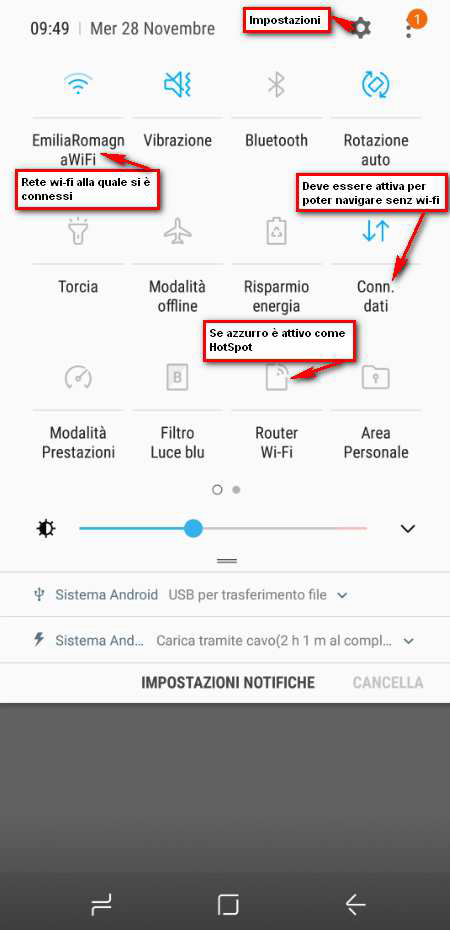 09:49 | Mer 28 Novembre
Impostazioni
1
EmiliaRomagn
aWiFi
Vibrazione
Bluetooth
Rotazione
auto
Rete wi-fi alla quale si è
connessi
Deve essere attiva per
poter navigare senz wi-fi
Torcia
Modalità
offline
Risparmio
energia
Conn.
dati
Se azzurro è attivo come
HotSpot
B
Modalità
Prestazioni
Filtro
Luce blu
Router
Wi-Fi
Area
Personale
Sistema Android USB per trasferimento file
Sistema And... Carica tramite cavo(2 h 1 m al compl...
IMPOSTAZIONI NOTIFICHE CANCELLA